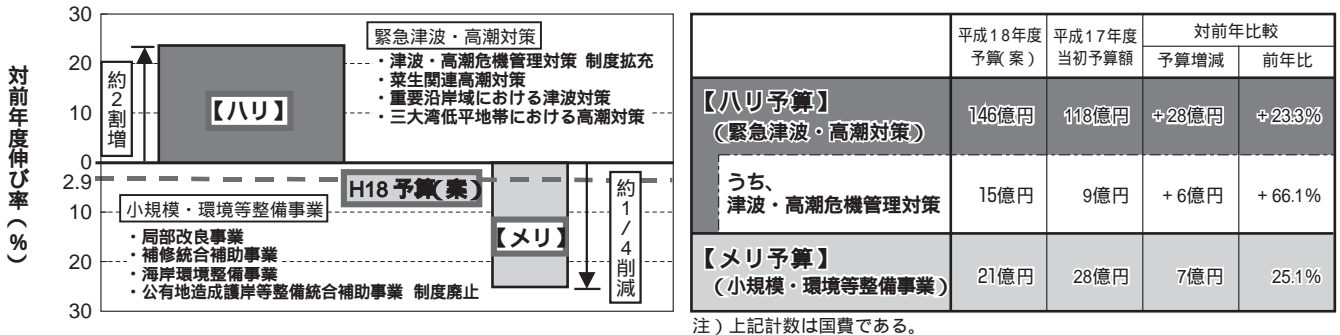 対前年度伸び率(%)
30
20
10
0
2.9
10
20
30
約2割増
【ハリ】
緊急津波・高潮対策
・津波・高潮危機管理対策 制度拡充
・菜生関連高潮対策
・重要沿岸域における津波対策
・三大湾低平地帯における高潮対策
H18 予算(案)
小規模・環境等整備事業
・局部改良事業
・補修統合補助事業
・海岸環境整備事業
・公有地造成護岸等整備統合補助事業 制度廃止
【メリ】
約1/4削減
平成18年度 平成17年度 対前年比較
予算(案) 当初予算額 予算増減 前年比
【ハリ予算】
(緊急津波・高潮対策) 146億円 118億円 +28億円 +23.3%
うち、
津波・高潮危機管理対策 15億円 9億円 +6億円 +66.1%
【メリ予算】
(小規模・環境等整備事業) 21億円 28億円 7億円 25.1%
注)上記計数は国費である。